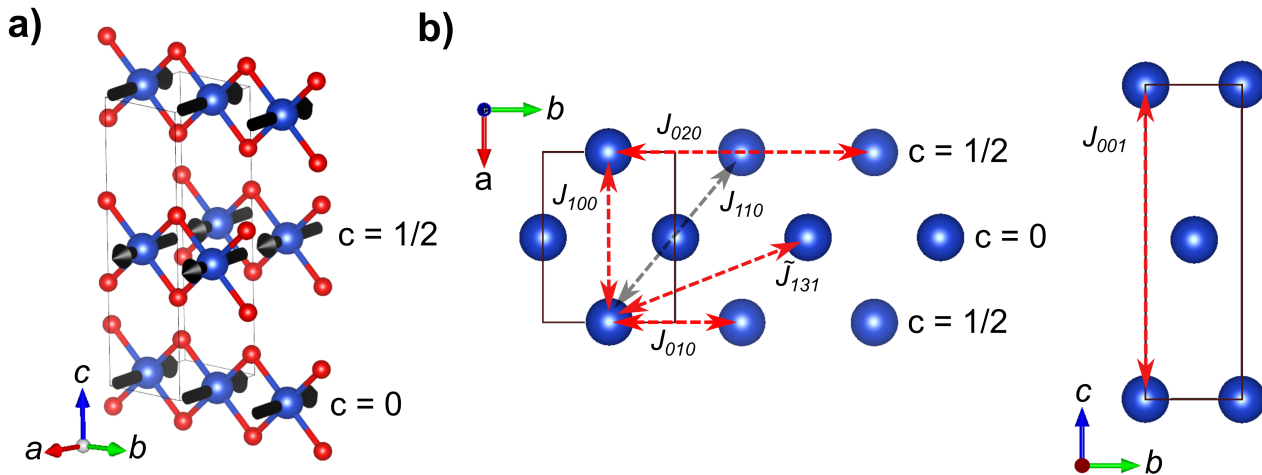 a)
c = 1/2
c = 0
c
a
b
b)
b
a
J020
c = 1/2
J100
J110
c = 0
J̃131
c = 1/2
J010
J001
c
b